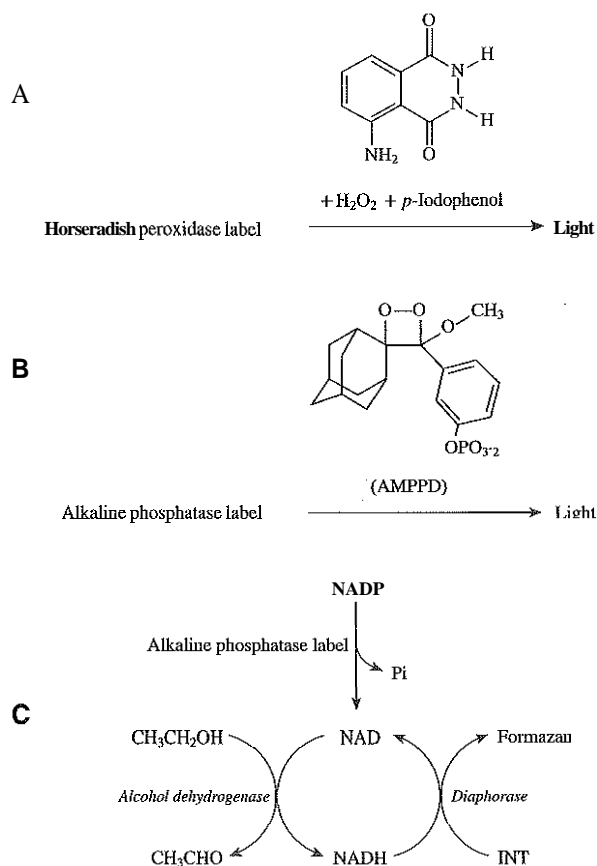 A
O
N
H
N
H
NH₂
O
+ H₂O₂ + p-Iodophenol
Horseradish peroxidase label
Light
B
O
O
O
CH₃
OPO₃-2
(AMPPD)
Alkaline phosphatase label
Light
C
NADP
Alkaline phosphatase label
Pi
CH₃CH₂OH
NAD
Formazan
Alcohol dehydrogenase
Diaphorase
CH₃CHO
NADH
INT